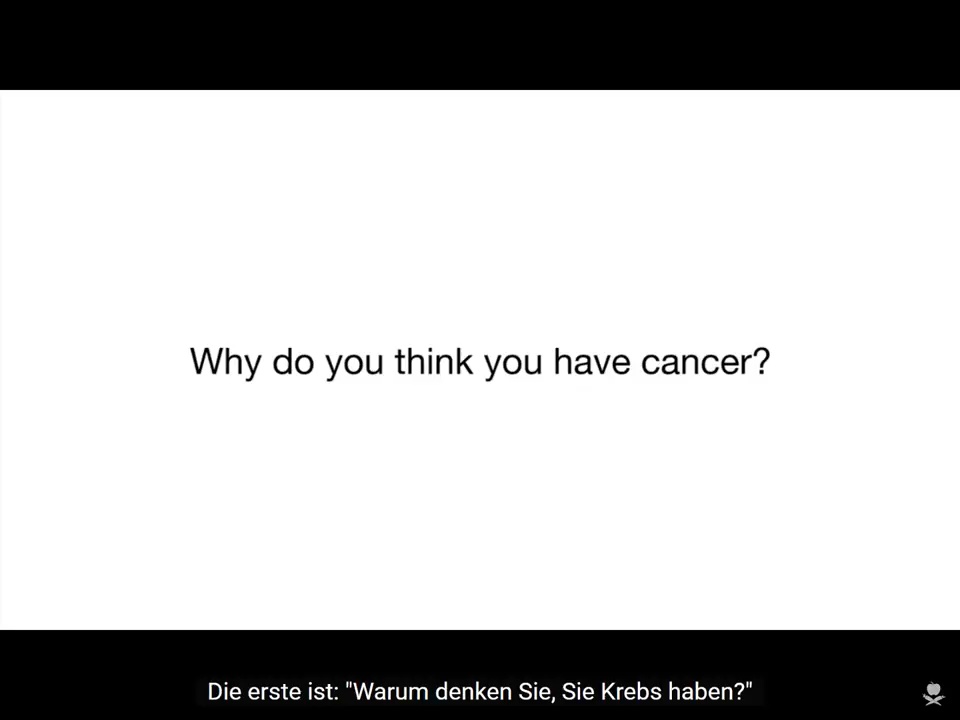 Why do you think you have cancer?
Die erste ist: "Warum denken Sie, Sie Krebs haben?"